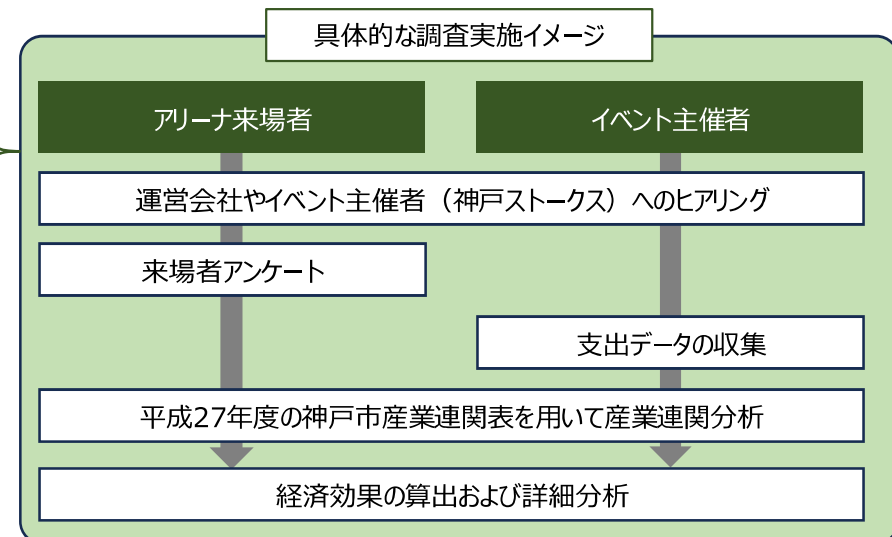 具体的な調査実施イメージ
アリーナ来場者
イベント主催者
運営会社やイベント主催者（神戸ストークス）へのヒアリング
来場者アンケート
支出データの収集
平成27年度の神戸市産業連関表を用いて産業連関分析
経済効果の算出および詳細分析